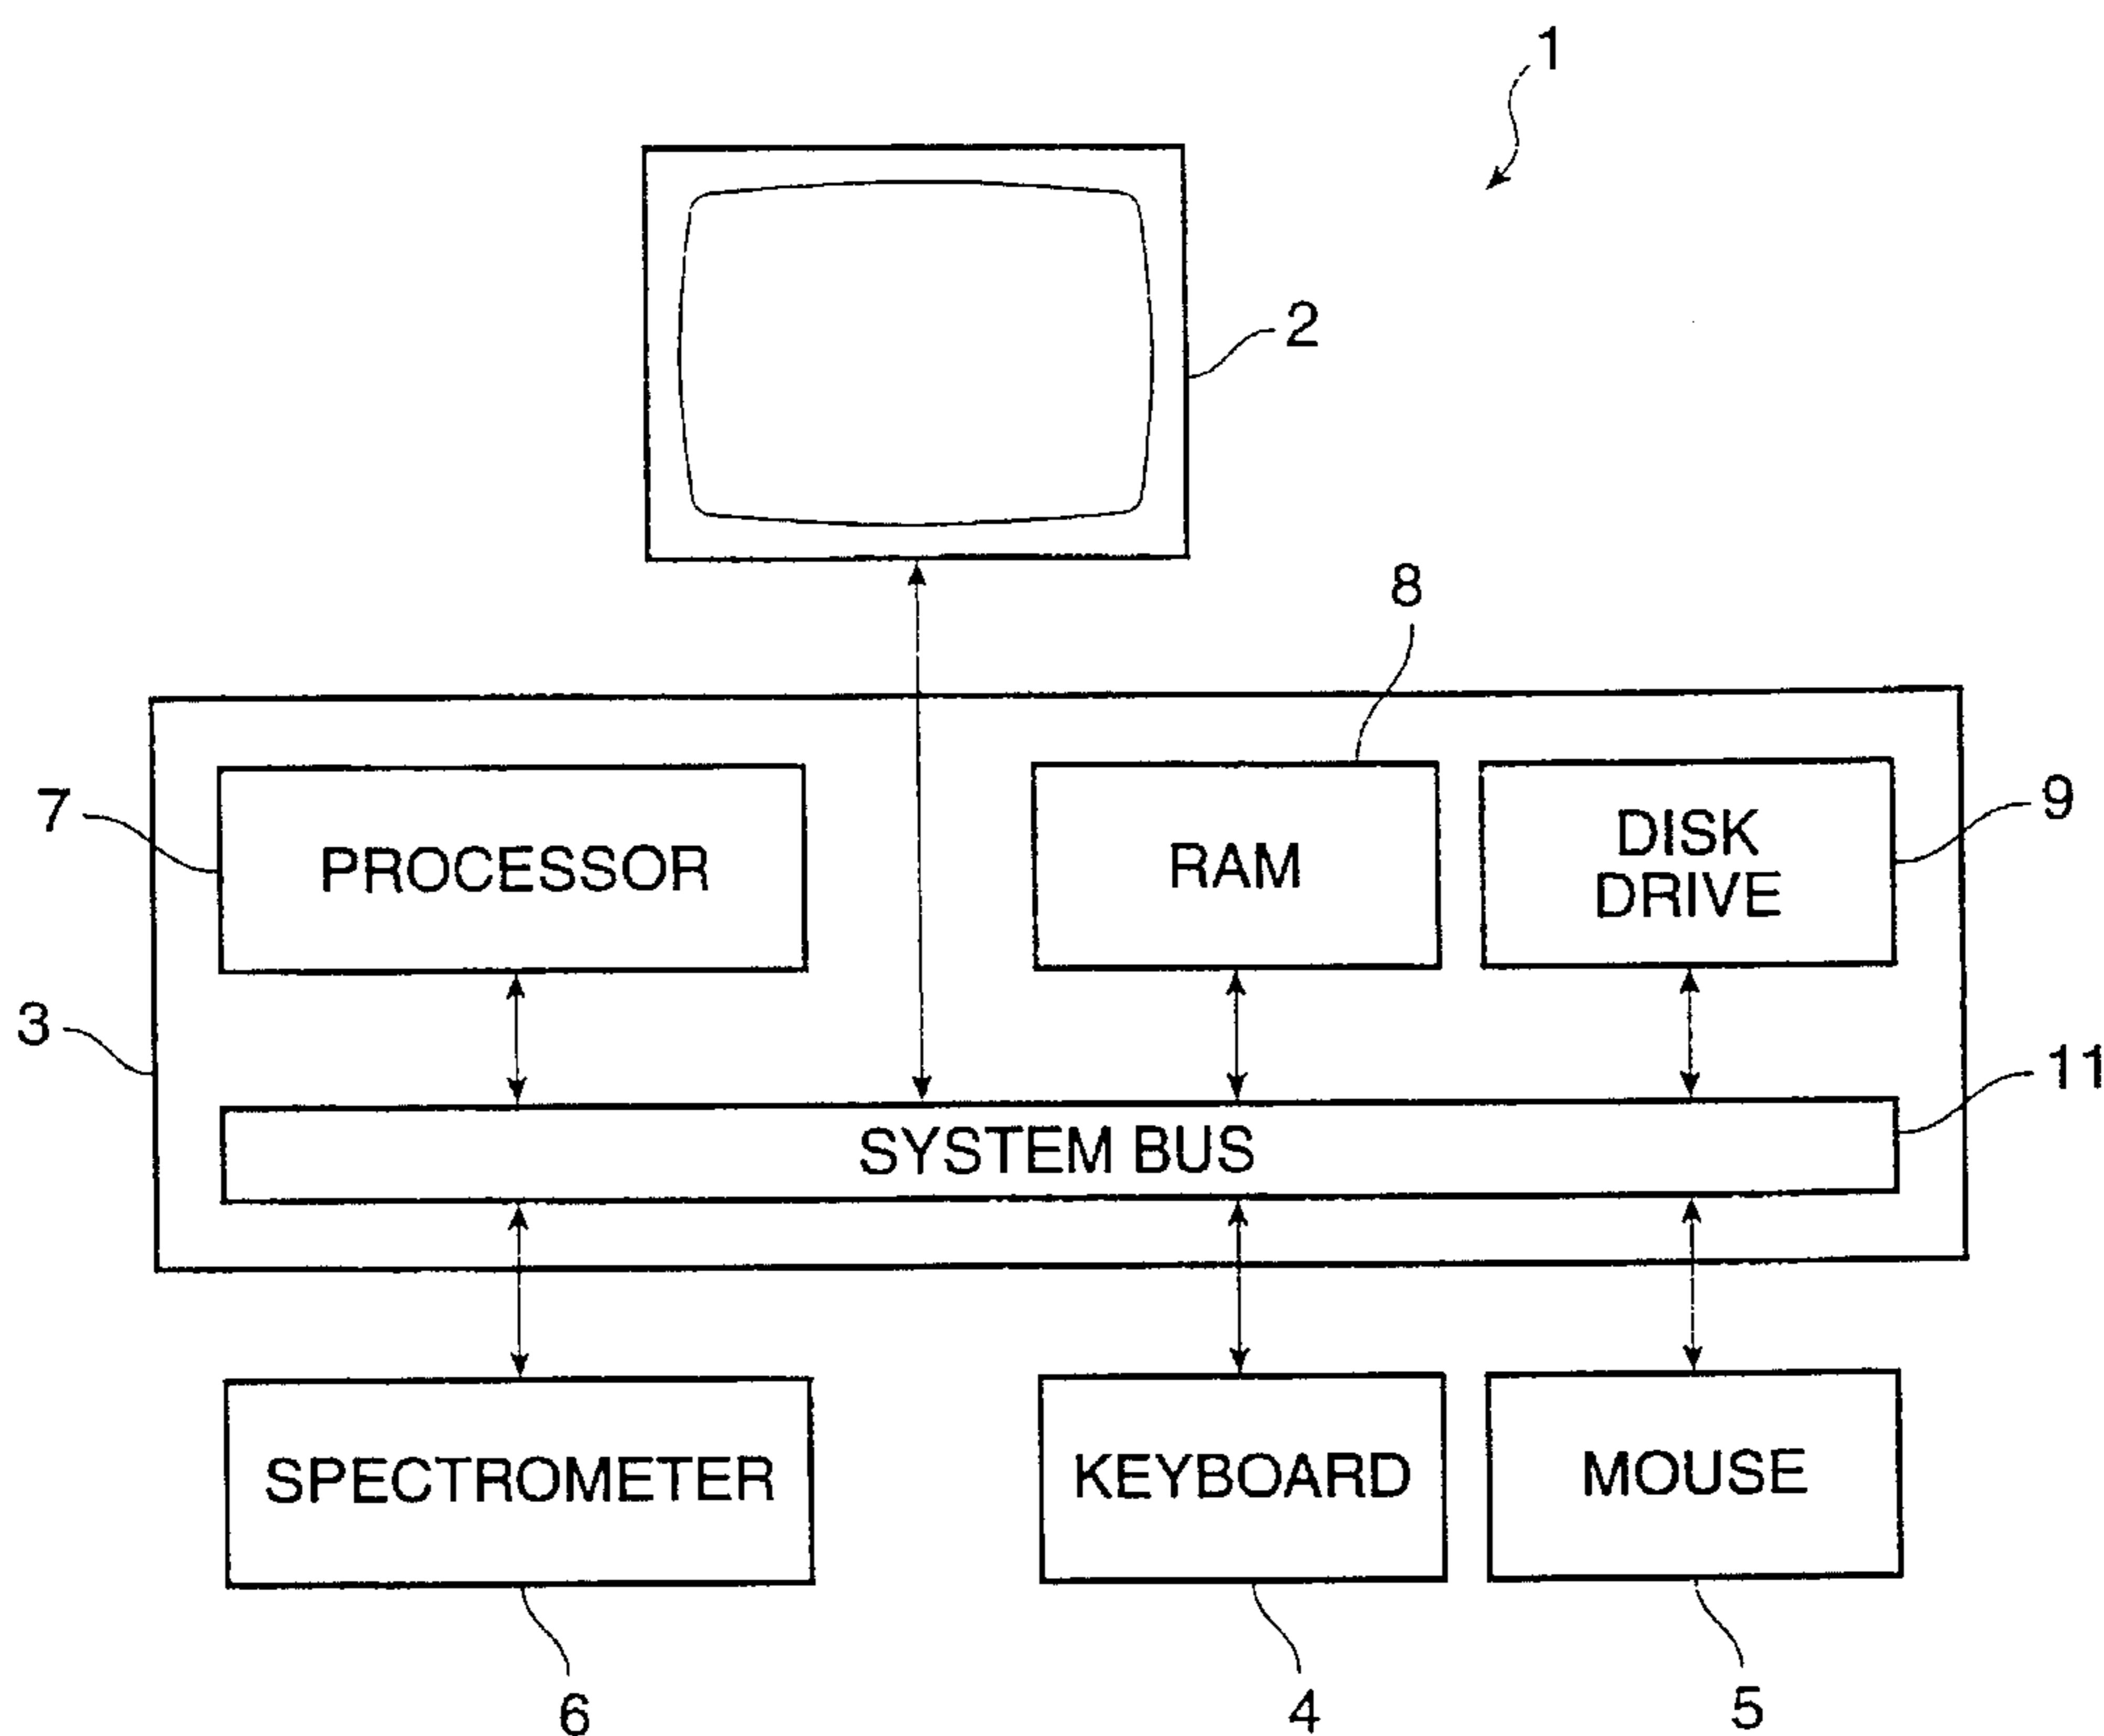 1
2
8
7
PROCESSOR
RAM
DISK
DRIVE
9
3
11
SYSTEM BUS
SPECTROMETER
KEYBOARD
MOUSE
6
4
5